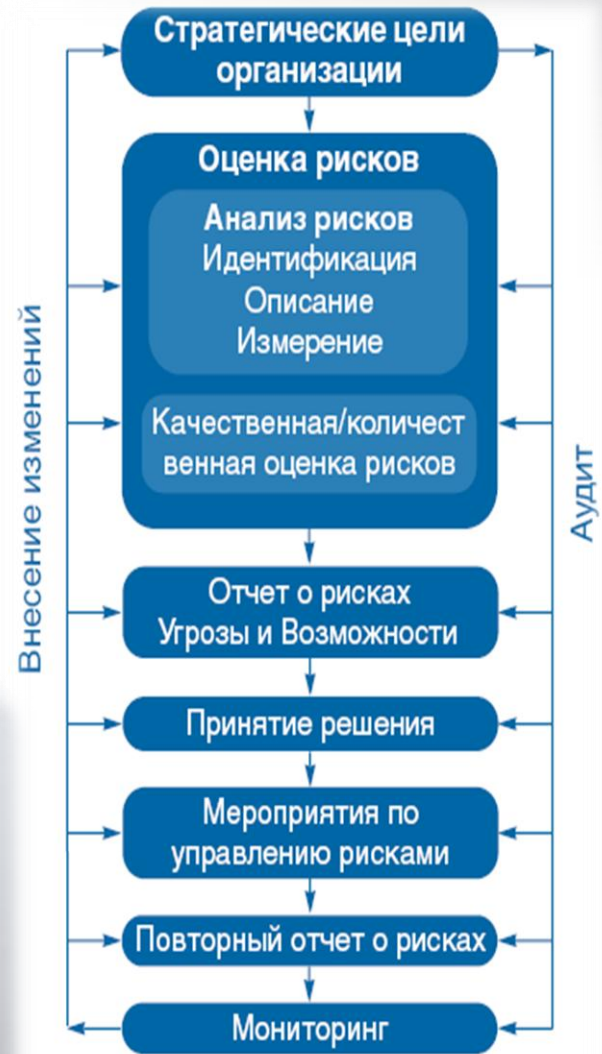 Стратегические цели
организации
Оценка рисков
Анализ рисков
Идентификация
Описание
Измерение
Качественная/количест
венная оценка рисков
Отчет о рисках
Угрозы и Возможности
Принятие решения
Мероприятия по
управлению рисками
Повторный отчет о рисках
Мониторинг
Внесение изменений
Аудит